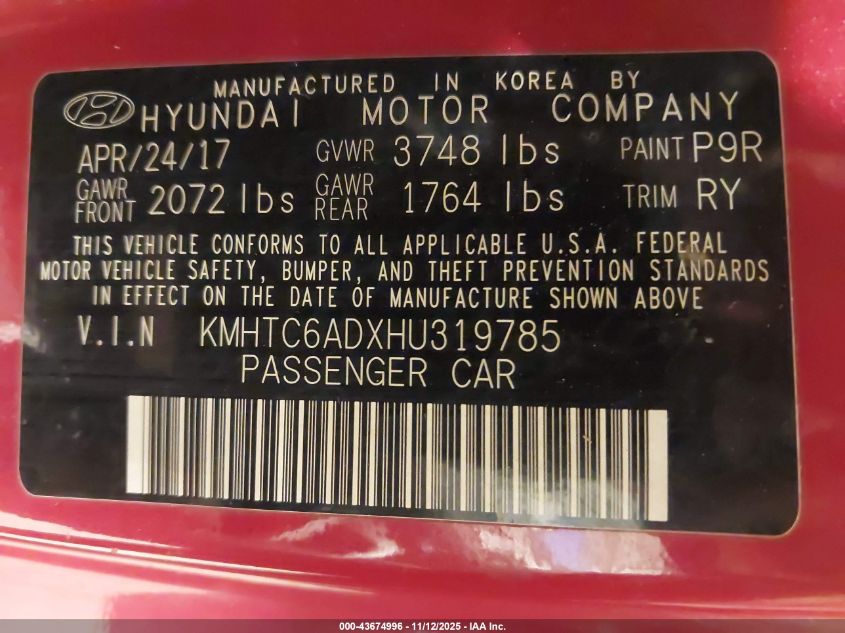 MANUFACTURED IN KOREA BY
HYUNDAI MOTOR COMPANY
APR/24/17 GVWR 3748 lbs PAINT P9R
GAWR FRONT 2072 lbs GAWR REAR 1764 lbs TRIM RY
THIS VEHICLE CONFORMS TO ALL APPLICABLE U.S.A. FEDERAL
MOTOR VEHICLE SAFETY, BUMPER, AND THEFT PREVENTION STANDARDS
IN EFFECT ON THE DATE OF MANUFACTURE SHOWN ABOVE
V.I.N KMHTC6ADXHU319785
PASSENGER CAR
000-43674996 - 11/12/2025 - IAA Inc.